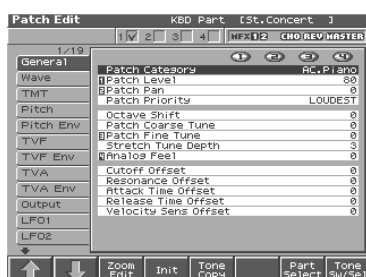 Patch Edit KBD Part [St.Concert ]
1 2 3 4 MFX 1 2 CHO REV MASTER
1/19
General
Wave
TMT
Pitch
Pitch Env
TVF
TVF Env
TVA
TVA Env
Output
LFO1
LFO2
1 2 3 4
Patch Category AC.Piano
1 Patch Level 80
2 Patch Pan 0
Patch Priority LOUDEST
Octave Shift 0
Patch Coarse Tune 0
3 Patch Fine Tune 0
Stretch Tune Depth 3
4 Analog Feel 0
Cutoff Offset 0
Resonance Offset 0
Attack Time Offset 0
Release Time Offset 0
Velocity Sens Offset 0
Zoom Edit
Init
Tone Copy
Part Select
Tone Sw/Sel